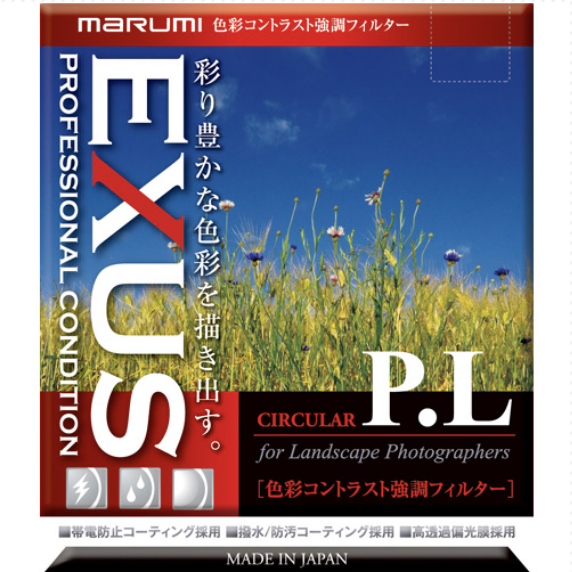 marumi 色彩コントラスト強調フィルター
EXUS
PROFESSIONAL CONDITION
彩り豊かな色彩を描き出す。
CIRCULAR P.L
for Landscape Photographers
[色彩コントラスト強調フィルター]
■帯電防止コーティング採用 ■撥水/防汚コーティング採用 ■高透過偏光膜採用
MADE IN JAPAN